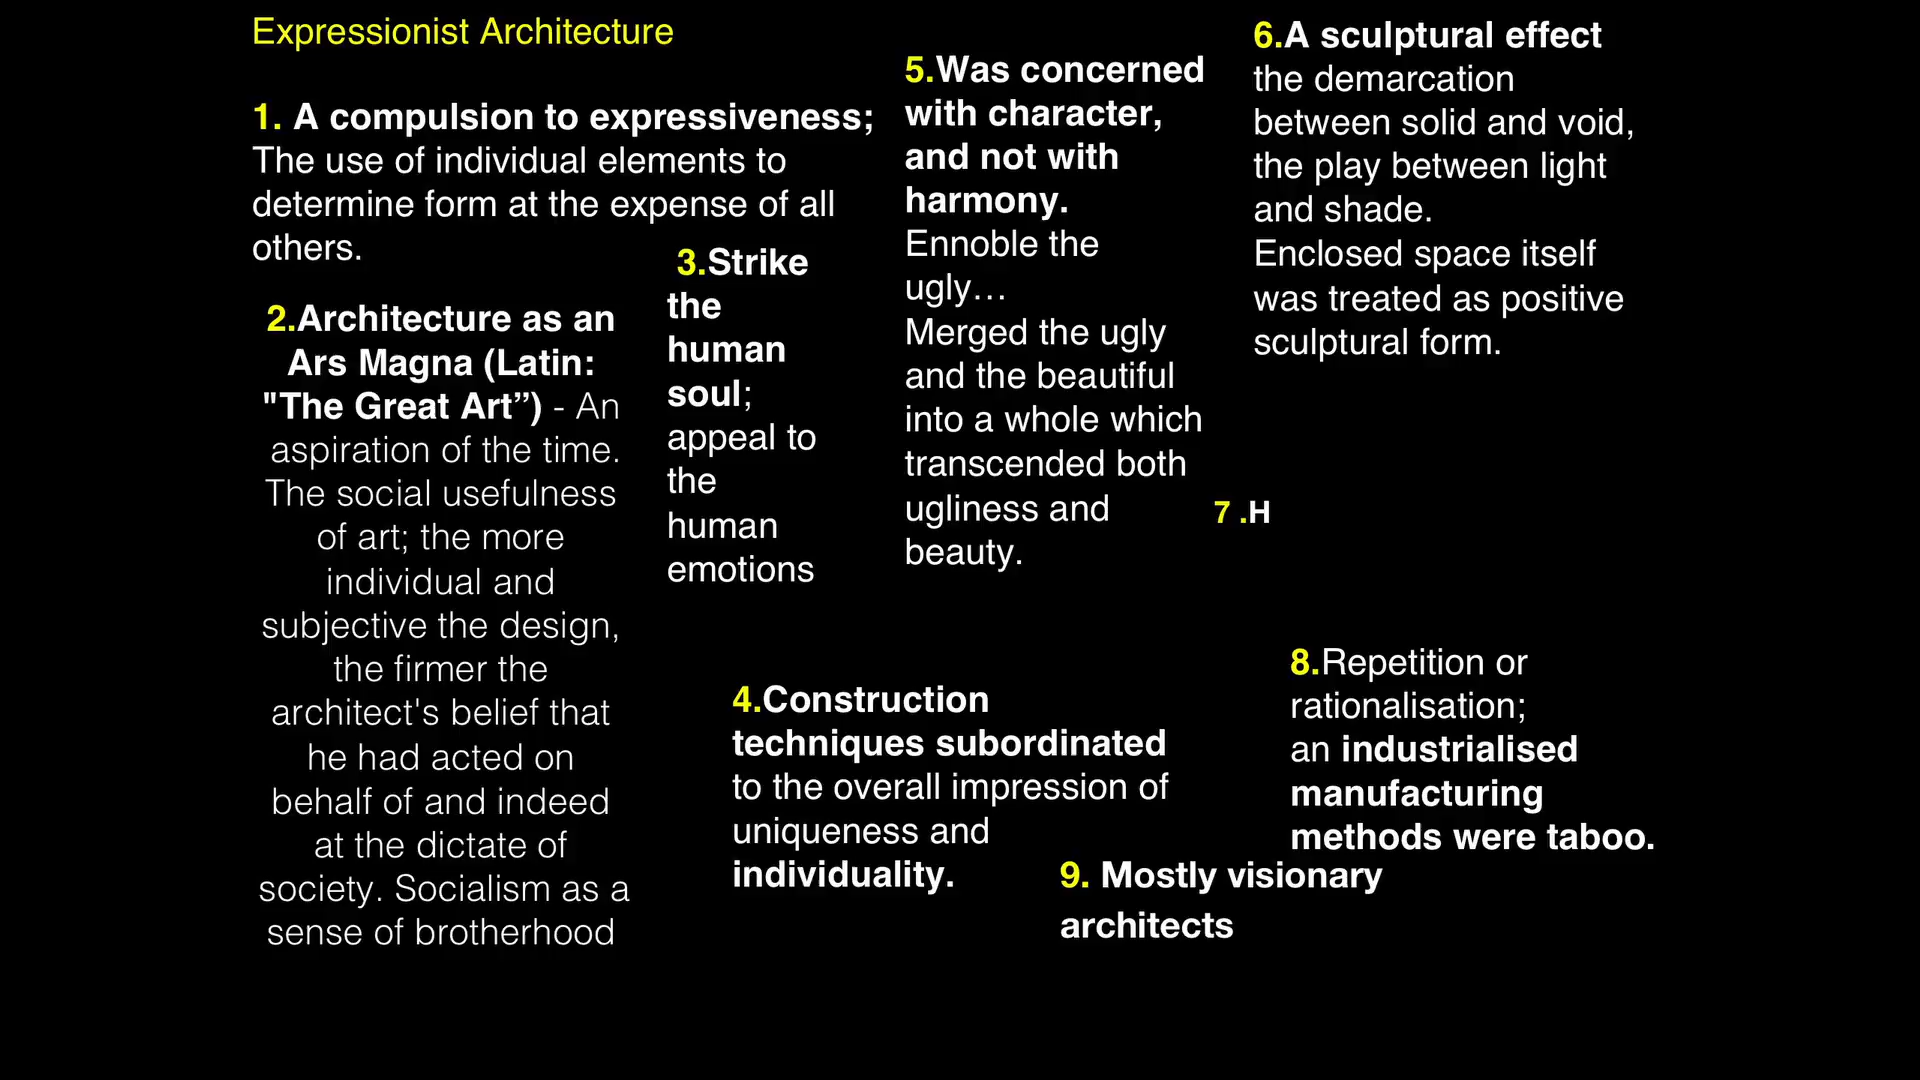 Expressionist Architecture
1. A compulsion to expressiveness;
The use of individual elements to
determine form at the expense of all
others.
2.Architecture as an
Ars Magna (Latin:
"The Great Art”) - An
aspiration of the time.
The social usefulness
of art; the more
individual and
subjective the design,
the firmer the
architect's belief that
he had acted on
behalf of and indeed
at the dictate of
society. Socialism as a
sense of brotherhood
3.Strike
the
human
soul;
appeal to
the
human
emotions
4.Construction
techniques subordinated
to the overall impression of
uniqueness and
individuality.
5.Was concerned
with character,
and not with
harmony.
Ennoble the
ugly…
Merged the ugly
and the beautiful
into a whole which
transcended both
ugliness and
beauty.
6.A sculptural effect
the demarcation
between solid and void,
the play between light
and shade.
Enclosed space itself
was treated as positive
sculptural form.
7 .H
8.Repetition or
rationalisation;
an industrialised
manufacturing
methods were taboo.
9. Mostly visionary
architects